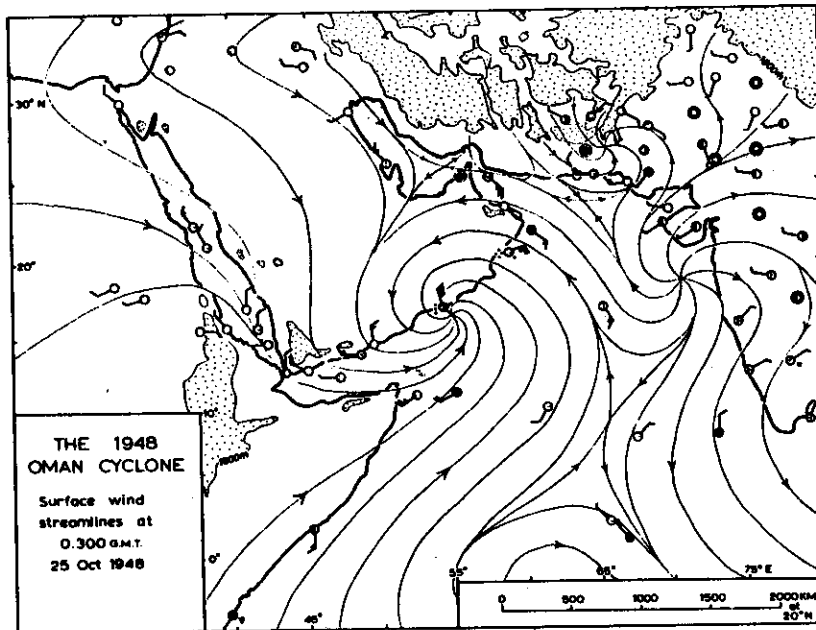 30° N
20°
10°
0°
1800m
THE 1948
OMAN CYCLONE
Surface wind
streamlines at
0.300 G.M.T.
25 Oct 1948
45°
55°
65°
75° E
0 500 1000 1500 2000 KM
at
20°N